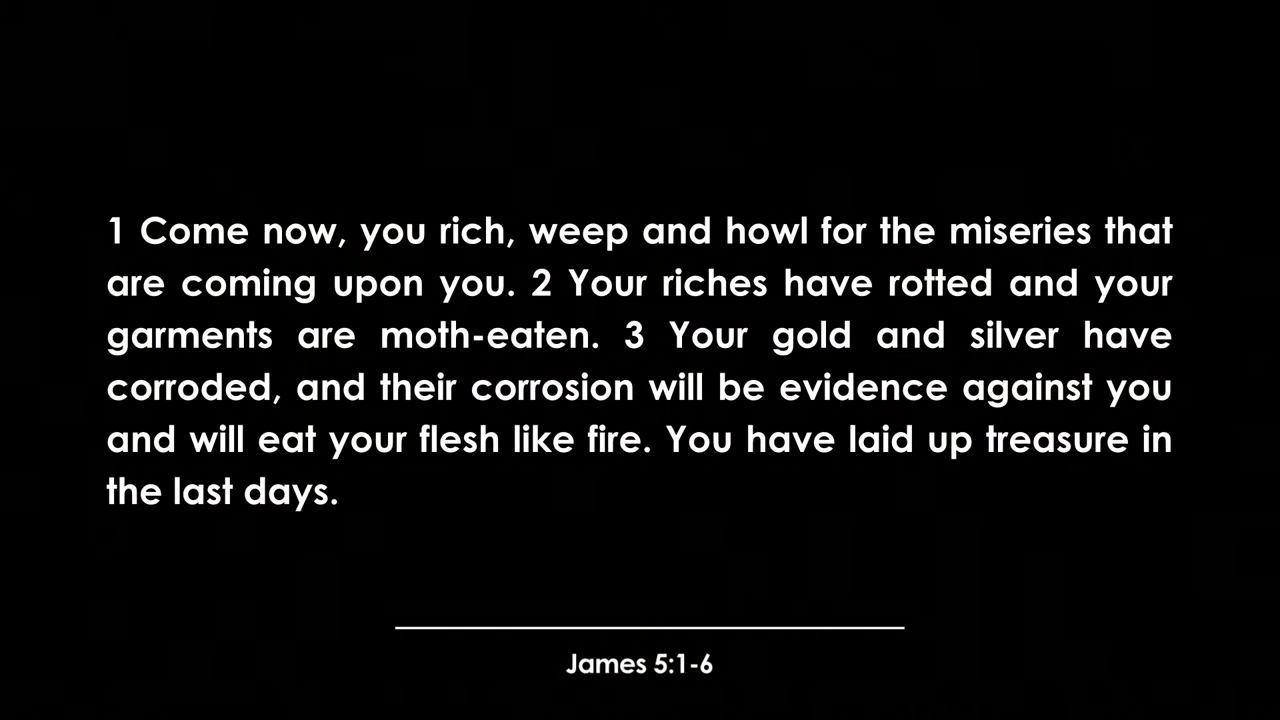 1 Come now, you rich, weep and howl for the miseries that
are coming upon you. 2 Your riches have rotted and your
garments are moth-eaten. 3 Your gold and silver have
corroded, and their corrosion will be evidence against you
and will eat your flesh like fire. You have laid up treasure in
the last days.
James 5:1-6